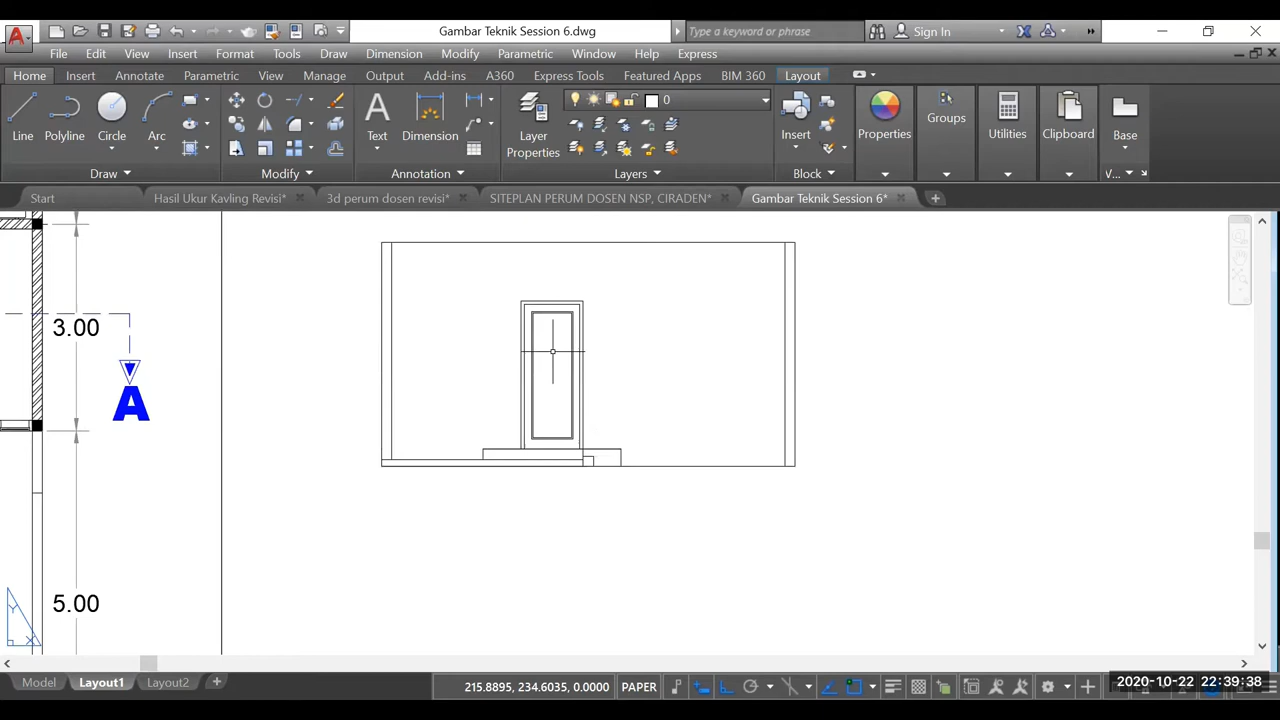 Gambar Teknik Session 6.dwg
Type a keyword or phrase
Sign In
File Edit View Insert Format Tools Draw Dimension Modify Parametric Window Help Express
Home Insert Annotate Parametric View Manage Output Add-ins A360 Express Tools Featured Apps BIM 360 Layout
0
Line Polyline Circle Arc Text Dimension Layer Properties Insert Properties Groups Utilities Clipboard Base
Draw Modify Annotation Layers Block V...
Start Hasil Ukur Kavling Revisi* 3d perum dosen revisi* SITEPLAN PERUM DOSEN NSP, CIRADEN* Gambar Teknik Session 6*
3.00
A
5.00
Y
X
Model Layout1 Layout2
215.8895, 234.6035, 0.0000 PAPER
2020-10-22 22:39:38